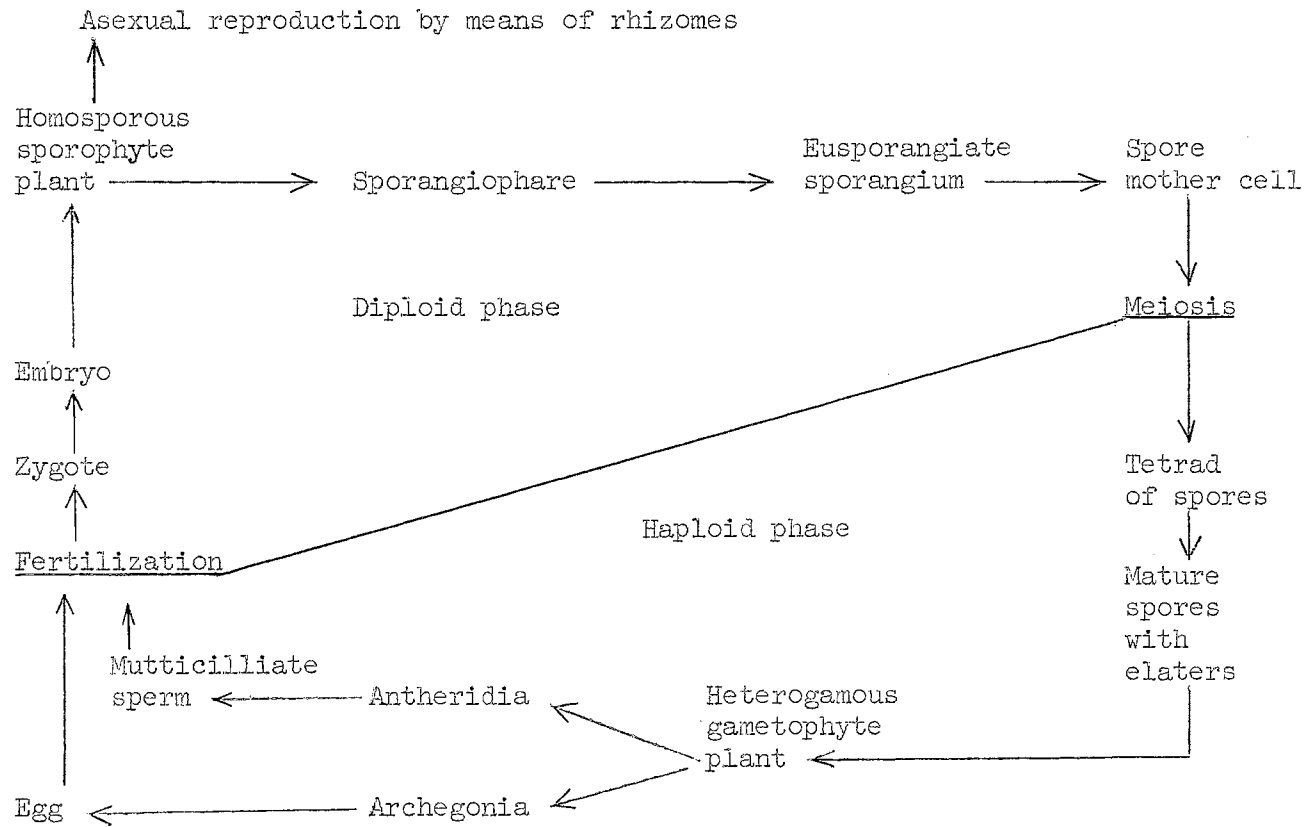 Asexual reproduction by means of rhizomes
Homosporous
sporophyte
plant
Sporangiophare
Eusporangiate
sporangium
Spore
mother cell
Diploid phase
Meiosis
Embryo
Zygote
Tetrad
of spores
Haploid phase
Fertilization
Mature
spores
with
elaters
Mutticilliate
sperm
Antheridia
Heterogamous
gametophyte
plant
Egg
Archegonia